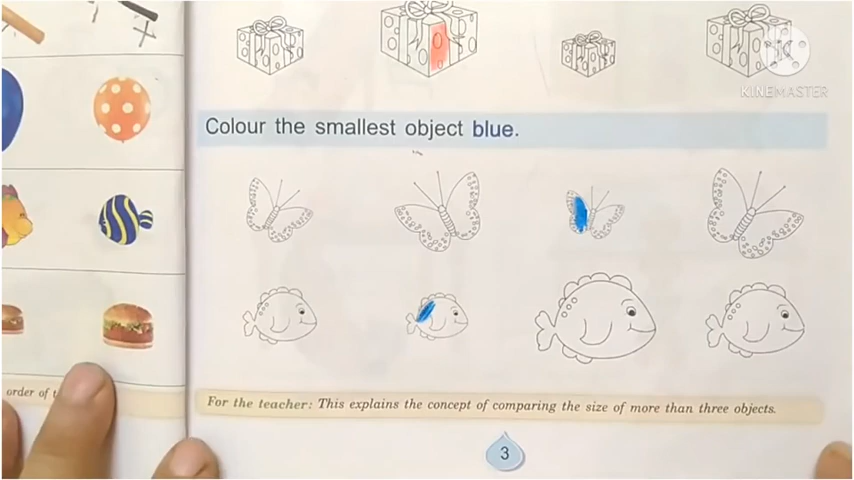 KINEMASTER
Colour the smallest object blue.
order of t
For the teacher: This explains the concept of comparing the size of more than three objects.
3